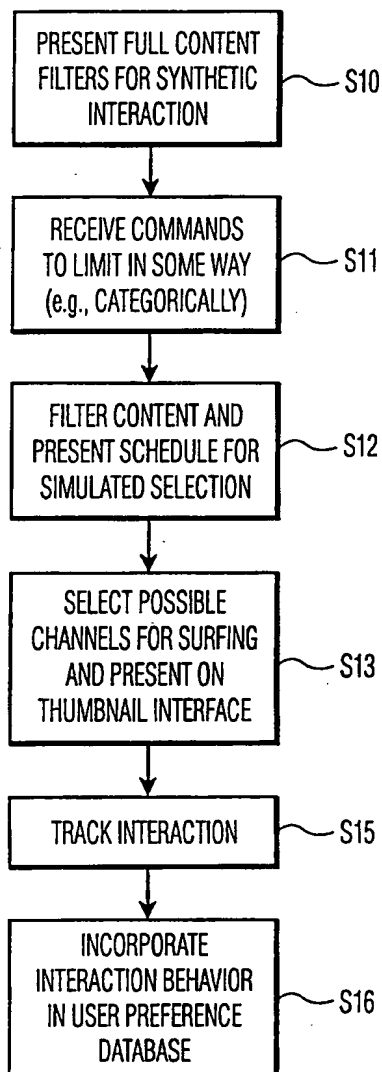 PRESENT FULL CONTENT
FILTERS FOR SYNTHETIC
INTERACTION
S10
RECEIVE COMMANDS
TO LIMIT IN SOME WAY
(e.g., CATEGORICALLY)
S11
FILTER CONTENT AND
PRESENT SCHEDULE FOR
SIMULATED SELECTION
S12
SELECT POSSIBLE
CHANNELS FOR SURFING
AND PRESENT ON
THUMBNAIL INTERFACE
S13
TRACK INTERACTION
S15
INCORPORATE
INTERACTION BEHAVIOR
IN USER PREFERENCE
DATABASE
S16